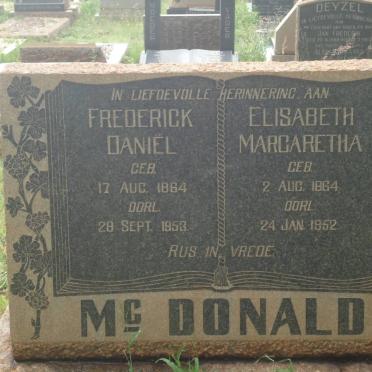 DEYZEL
IN LIEFDEVOLLE HERINNERING AAN
FREDERICK
DANIËL
GEB.
17 AUG. 1864
OORL.
28 SEPT. 1953.
ELISABETH
MARGARETHA
GEB.
2 AUG. 1864
OORL.
24 JAN. 1952.
RUS IN VREDE
Mc DONALD